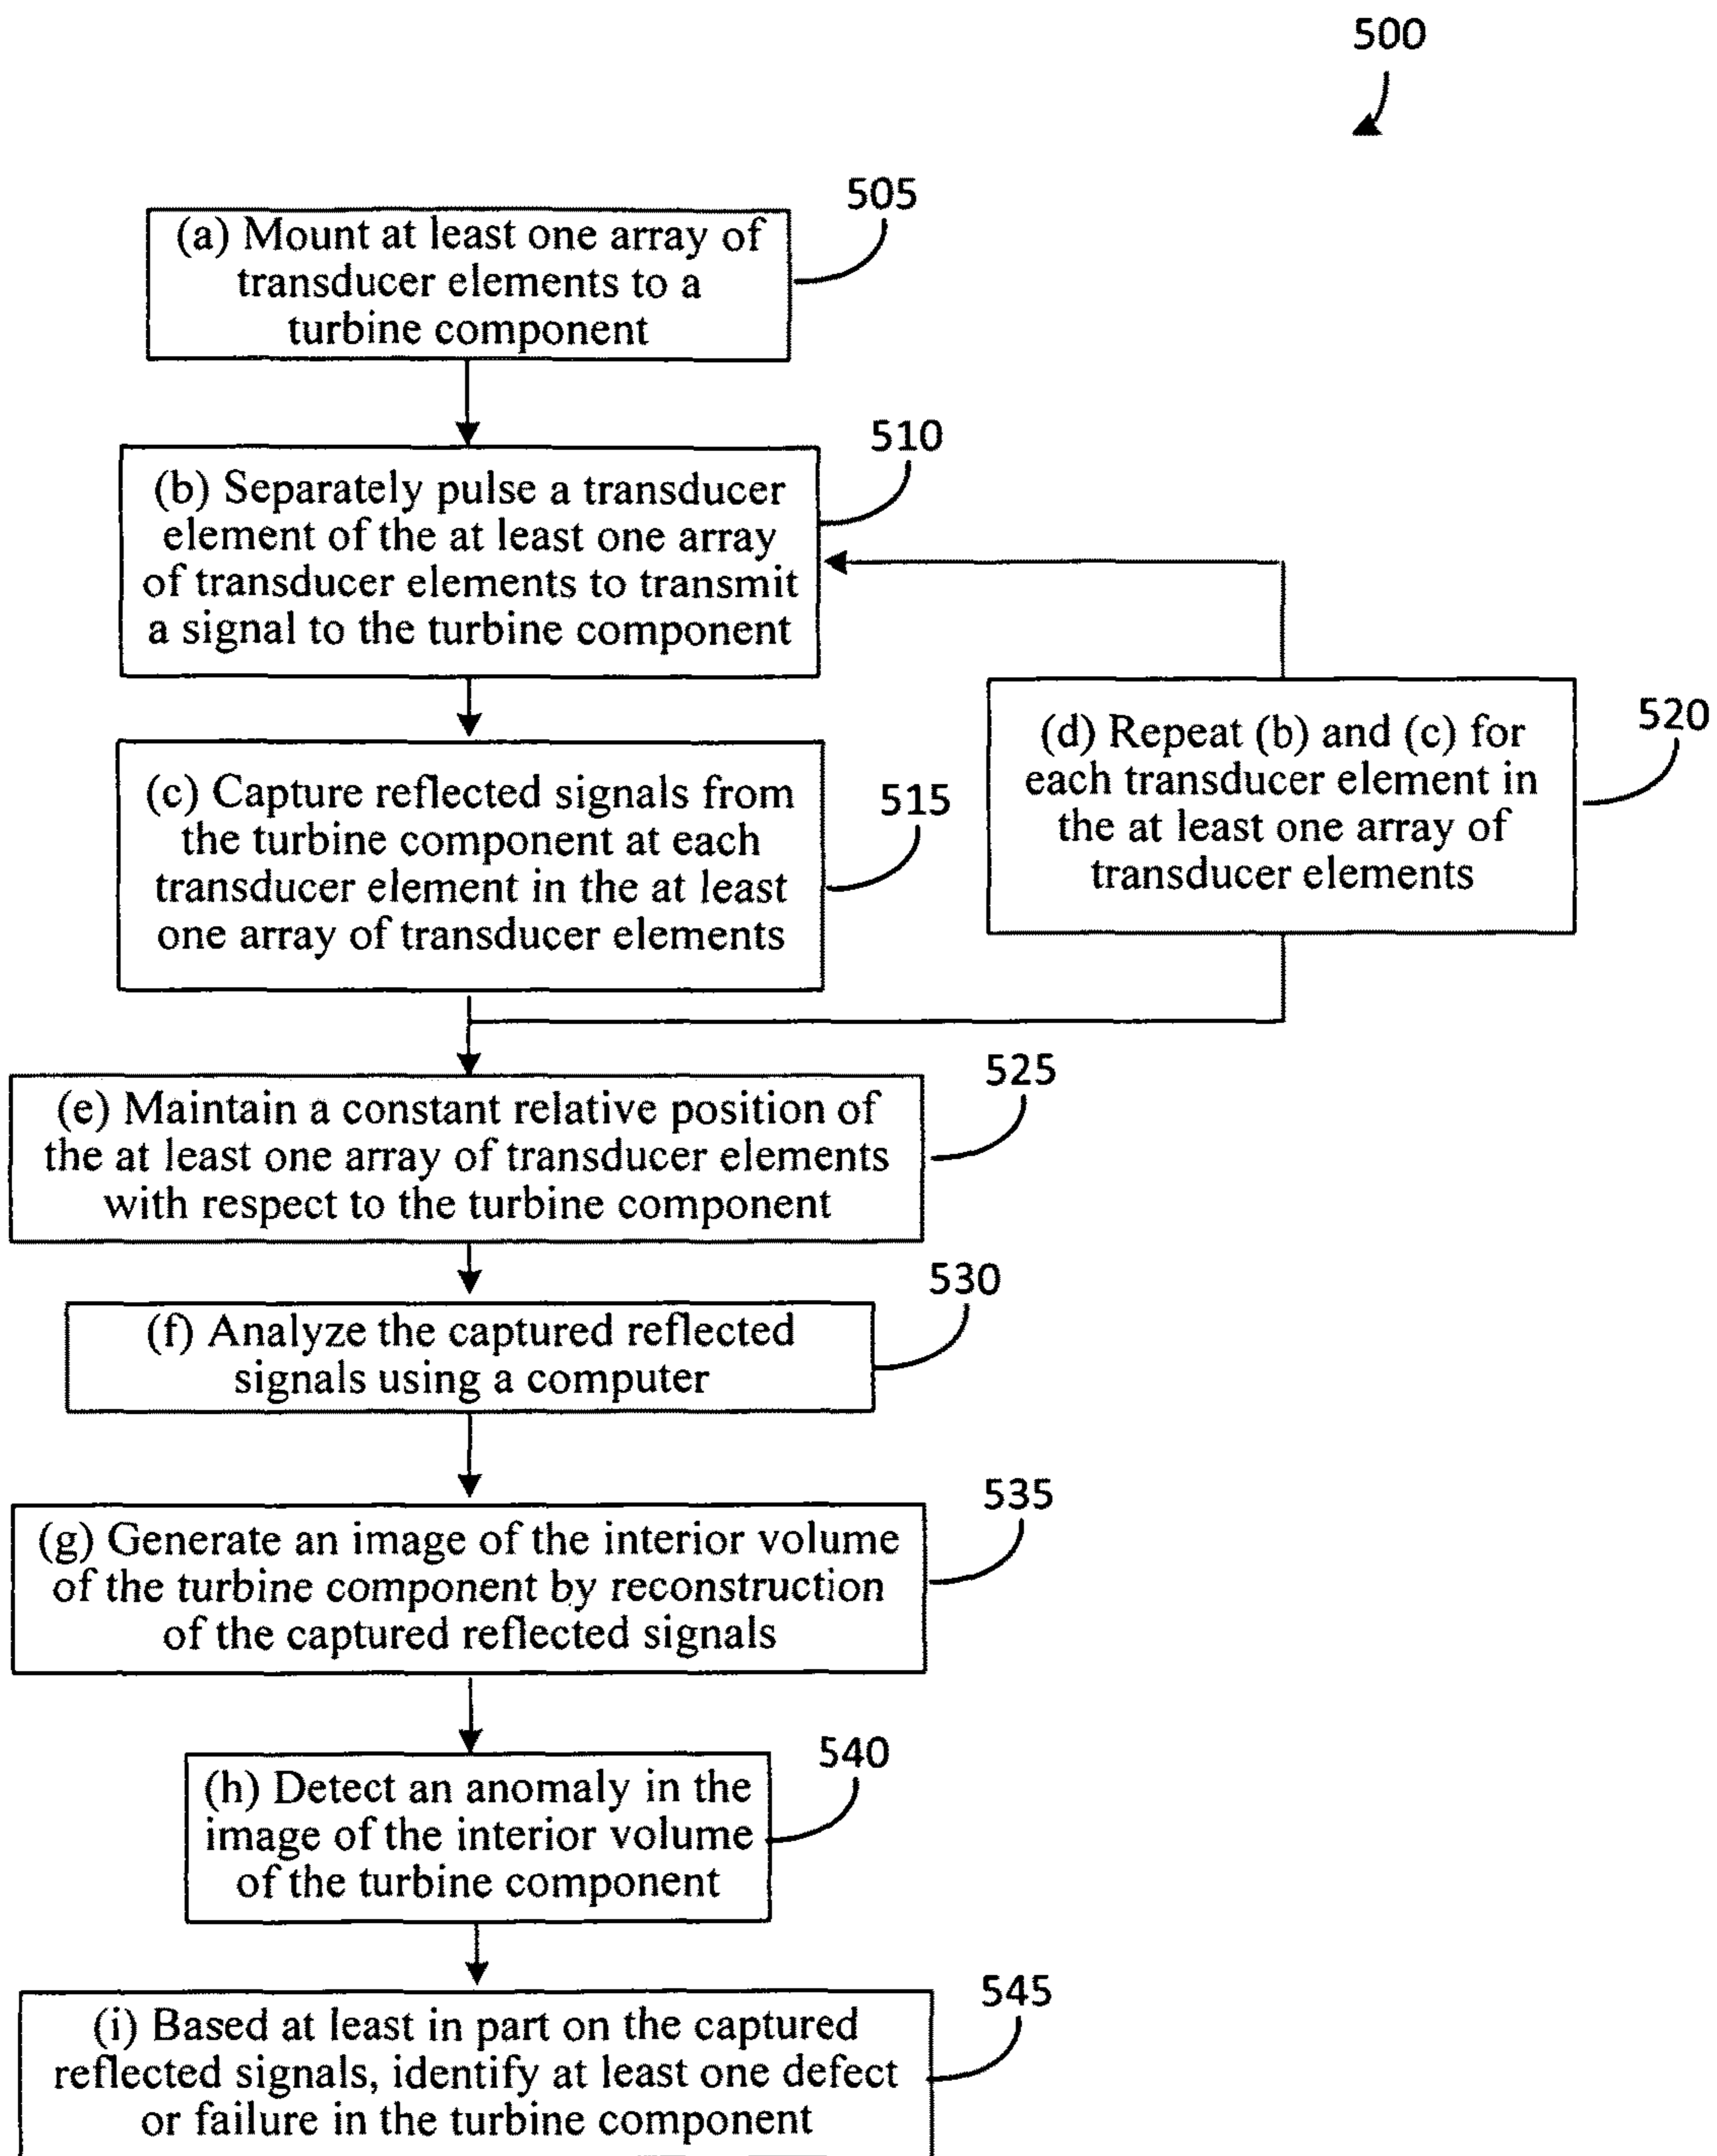 500
505
(a) Mount at least one array of
transducer elements to a
turbine component
510
(b) Separately pulse a transducer
element of the at least one array
of transducer elements to transmit
a signal to the turbine component
515
(c) Capture reflected signals from
the turbine component at each
transducer element in the at least
one array of transducer elements
520
(d) Repeat (b) and (c) for
each transducer element in
the at least one array of
transducer elements
525
(e) Maintain a constant relative position of
the at least one array of transducer elements
with respect to the turbine component
530
(f) Analyze the captured reflected
signals using a computer
535
(g) Generate an image of the interior volume
of the turbine component by reconstruction
of the captured reflected signals
540
(h) Detect an anomaly in the
image of the interior volume
of the turbine component
545
(i) Based at least in part on the captured
reflected signals, identify at least one defect
or failure in the turbine component